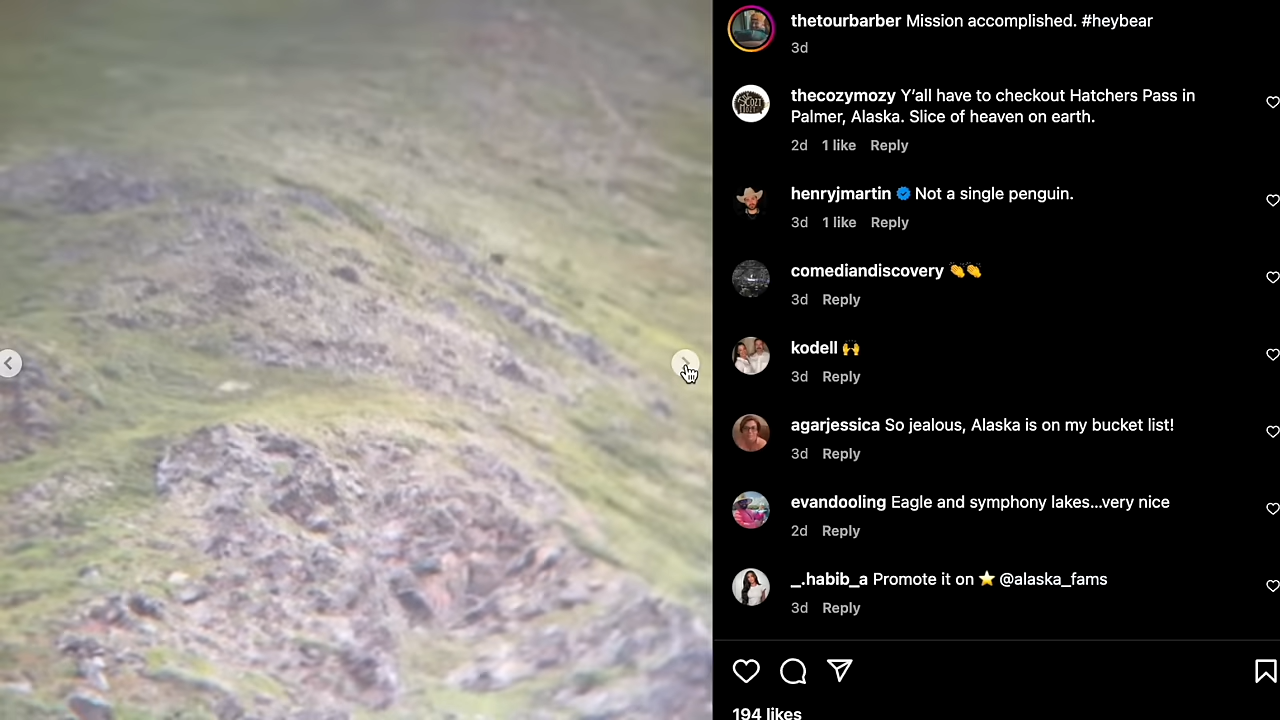 thetourbarber Mission accomplished. #heybear
3d
thecozymozy Y’all have to checkout Hatchers Pass in
Palmer, Alaska. Slice of heaven on earth.
2d 1 like Reply
henryjmartin Not a single penguin.
3d 1 like Reply
comediandiscovery 👏👏
3d Reply
kodell 🙌
3d Reply
agarjessica So jealous, Alaska is on my bucket list!
3d Reply
evandooling Eagle and symphony lakes...very nice
2d Reply
_.habib_a Promote it on ⭐ @alaska_fams
3d Reply
194 likes